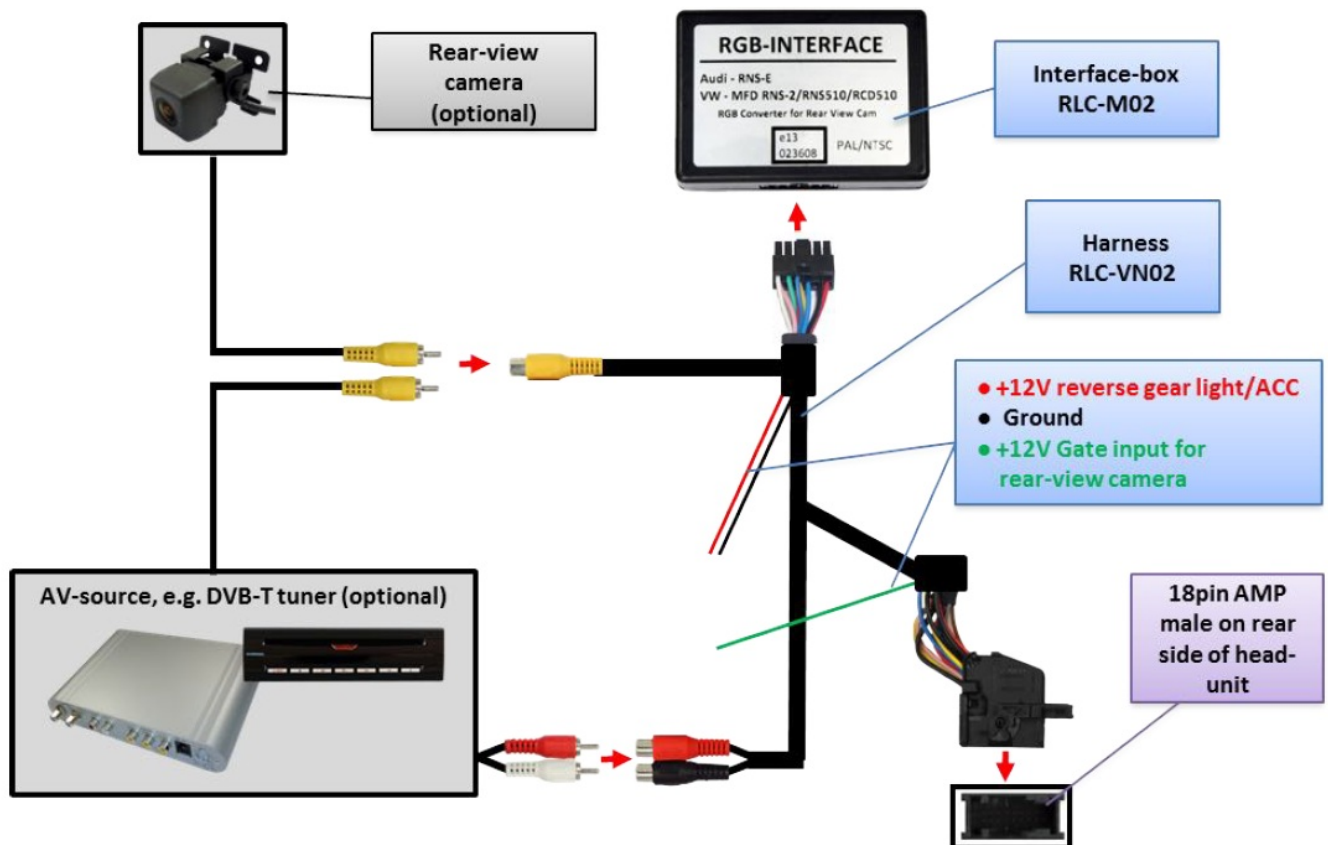 Rear-view
camera
(optional)
RGB-INTERFACE
Audi - RNS-E
VW - MFD RNS-2/RNS510/RCD510
RGB Converter for Rear View Cam
e13
023608
PAL/NTSC
Interface-box
RLC-M02
Harness
RLC-VN02
• +12V reverse gear light/ACC
• Ground
• +12V Gate input for
rear-view camera
AV-source, e.g. DVB-T tuner (optional)
18pin AMP
male on rear
side of head-
unit